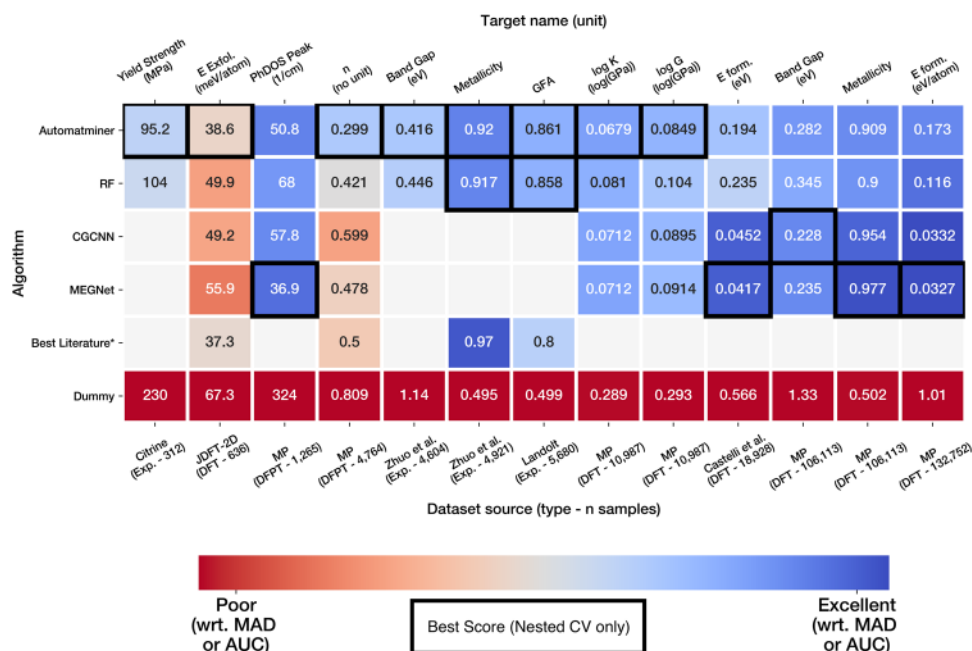 Target name (unit)
Yield Strength
(MPa)
E Exfol.
(meV/atom)
PhDOS Peak
(1/cm)
n
(no unit)
Band Gap
(eV)
Metallicity
GFA
log K
(log(GPa))
log G
(log(GPa))
E form.
(eV)
Band Gap
(eV)
Metallicity
E form.
(eV/atom)
Algorithm
Automatminer 95.2 38.6 50.8 0.299 0.416 0.92 0.861 0.0679 0.0849 0.194 0.282 0.909 0.173
RF 104 49.9 68 0.421 0.446 0.917 0.858 0.081 0.104 0.235 0.345 0.9 0.116
CGCNN 49.2 57.8 0.599 0.0712 0.0895 0.0452 0.228 0.954 0.0332
MEGNet 55.9 36.9 0.478 0.0712 0.0914 0.0417 0.235 0.977 0.0327
Best Literature* 37.3 0.5 0.97 0.8
Dummy 230 67.3 324 0.809 1.14 0.495 0.499 0.289 0.293 0.566 1.33 0.502 1.01
Citrine
(Exp. - 312)
JDFT-2D
(DFT - 636)
MP
(DFPT - 1,265)
MP
(DFPT - 4,764)
Zhuo et al.
(Exp. - 4,604)
Zhuo et al.
(Exp. - 4,921)
Landolt
(Exp. - 5,680)
MP
(DFT - 10,987)
MP
(DFT - 10,987)
Castelli et al.
(DFT - 18,928)
MP
(DFT - 106,113)
MP
(DFT - 106,113)
MP
(DFT - 132,752)
Dataset source (type - n samples)
Poor
(wrt. MAD
or AUC)
Best Score (Nested CV only)
Excellent
(wrt. MAD
or AUC)